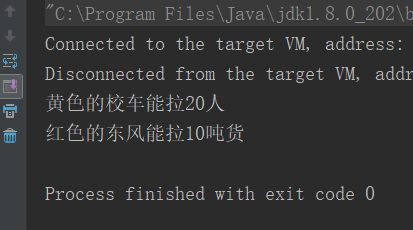 "C:\Program Files\Java\jdk1.8.0_202\b
Connected to the target VM, address:
Disconnected from the target VM, addr
黄色的校车能拉20人
红色的东风能拉10吨货
Process finished with exit code 0